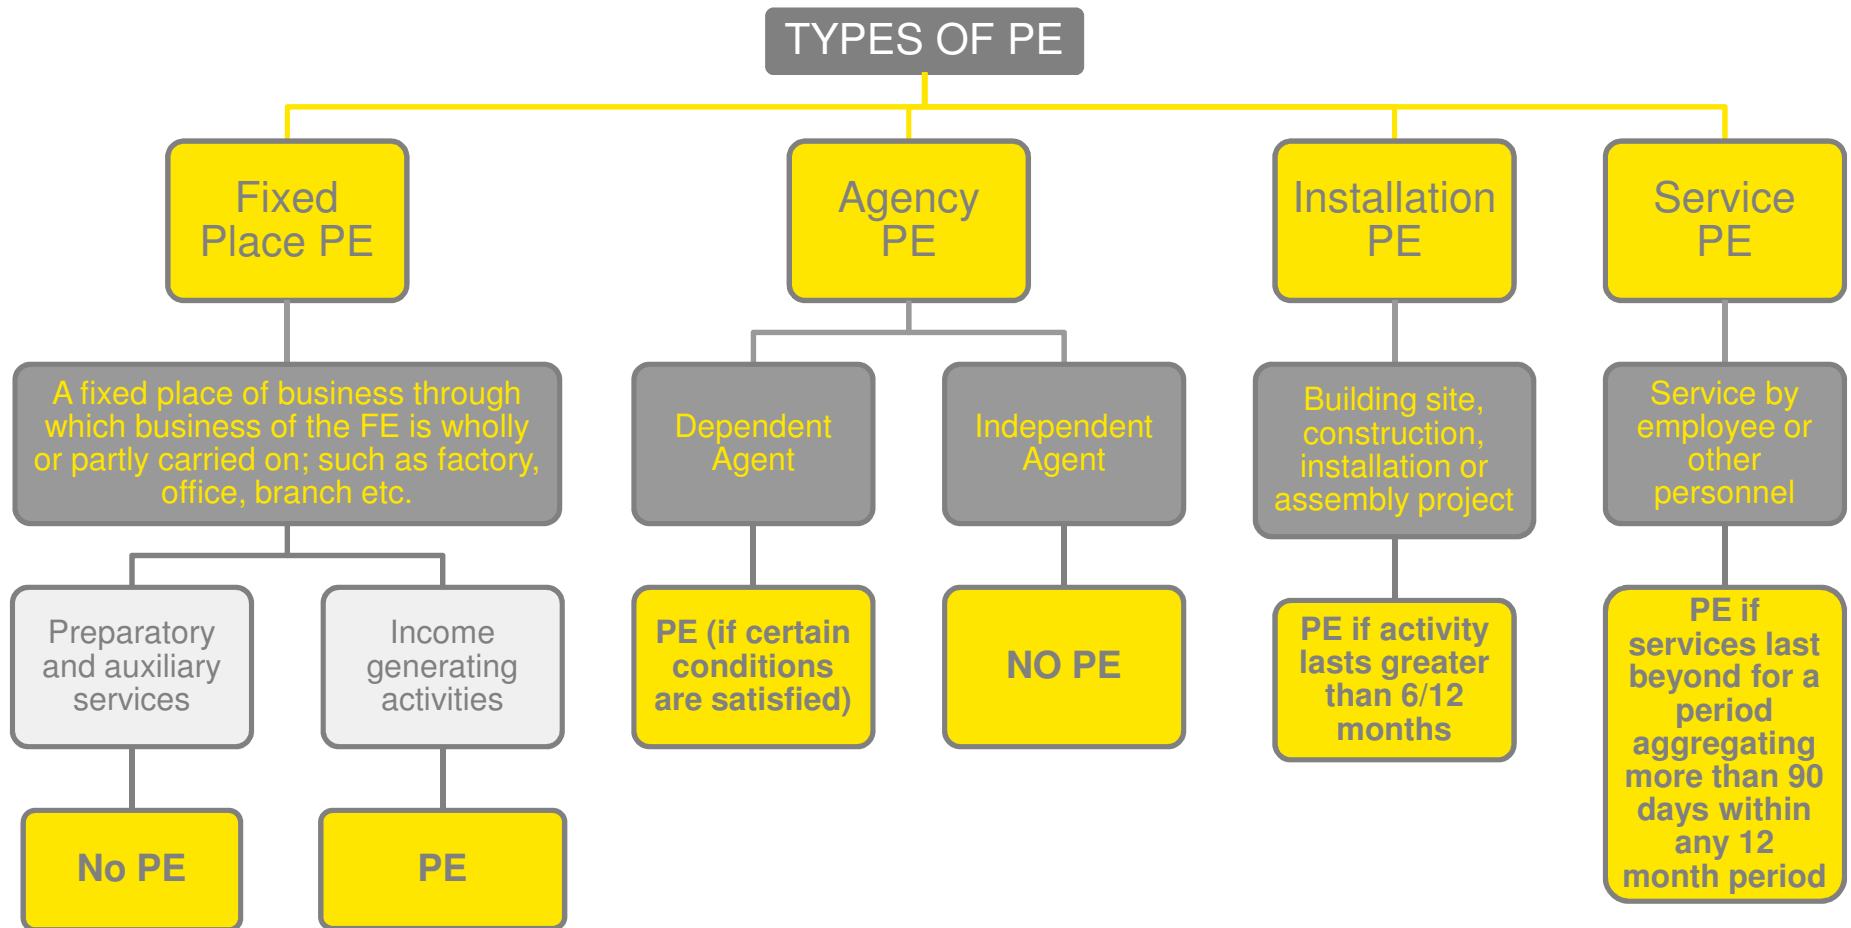 TYPES OF PE
Fixed
Place PE
Agency
PE
Installation
PE
Service
PE
A fixed place of business through
which business of the FE is wholly
or partly carried on; such as factory,
office, branch etc.
Dependent
Agent
Independent
Agent
Building site,
construction,
installation or
assembly project
Service by
employee or
other
personnel
Preparatory
and auxiliary
services
Income
generating
activities
PE (if certain
conditions
are satisfied)
NO PE
PE if activity
lasts greater
than 6/12
months
PE if
services last
beyond for a
period
aggregating
more than 90
days within
any 12
month period
No PE
PE